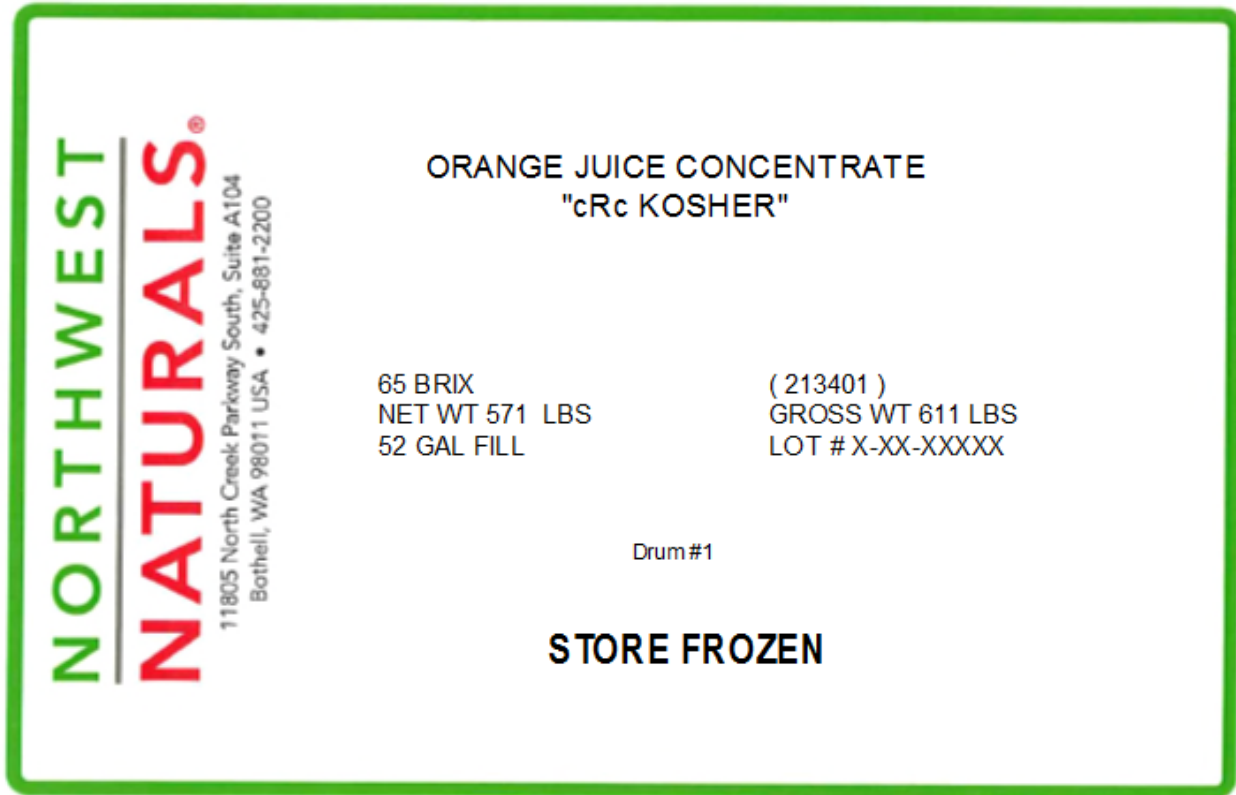 NORTHWEST
NATURALS®
11805 North Creek Parkway South, Suite A104
Bothell, WA 98011 USA • 425-881-2200
ORANGE JUICE CONCENTRATE
"cRc KOSHER"
65 BRIX ( 213401 )
NET WT 571 LBS GROSS WT 611 LBS
52 GAL FILL LOT # X-XX-XXXXX
Drum #1
STORE FROZEN